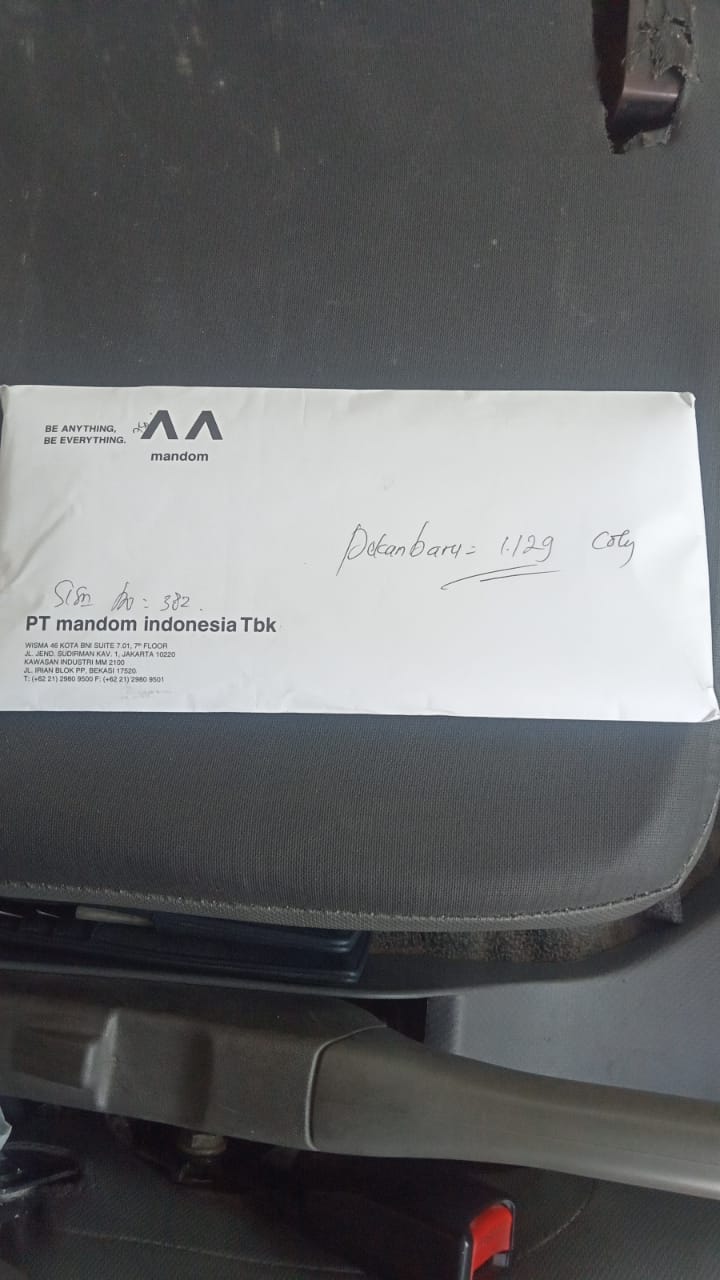 BE ANYTHING,
BE EVERYTHING.
mandom
Pekanbaru = 1.129 Coly
No : 382.
PT mandom indonesia Tbk
WISMA 46 KOTA BNI SUITE 7.01, 7th FLOOR
JL. JEND. SUDIRMAN KAV. 1, JAKARTA 10220
KAWASAN INDUSTRI MM 2100
JL. IRIAN BLOK PP, BEKASI 17520
T: (+62 21) 2980 9500 F: (+62 21) 2980 9501